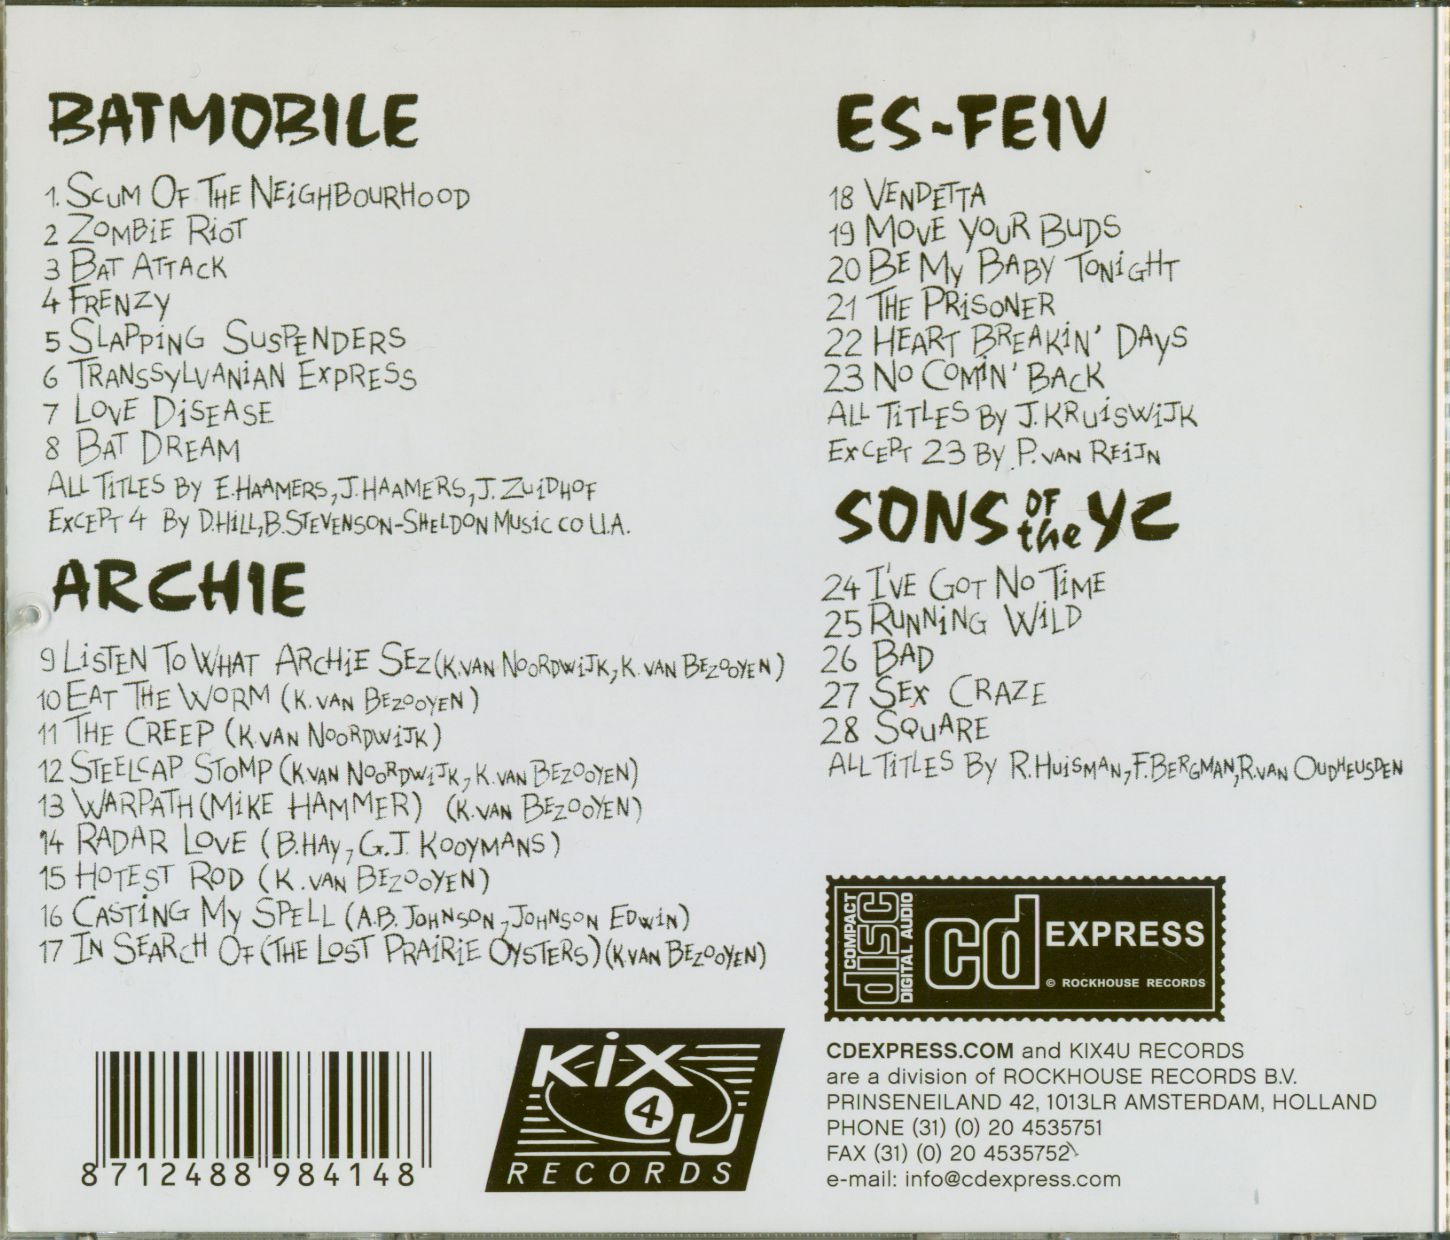 BATMOBILE
1. SCUM OF THE NEIGHBOURHOOD
2 ZOMBIE RIOT
3 BAT ATTACK
4 FRENZY
5 SLAPPING SUSPENDERS
6 TRANSSYLVANIAN EXPRESS
7 LOVE DISEASE
8 BAT DREAM
ALL TITLES BY E.HAAMERS, J.HAAMERS, J.ZUIDHOF
EXCEPT 4 BY D.HILL, B.STEVENSON-SHELDON MUSIC CO U.A.
ARCHIE
9 LISTEN TO WHAT ARCHIE SEZ (K.VAN NOORDWIJK, K.VAN BEZOOYEN)
10 EAT THE WORM (K.VAN BEZOOYEN)
11 THE CREEP (K.VAN NOORDWIJK)
12 STEELCAP STOMP (K.VAN NOORDWIJK, K.VAN BEZOOYEN)
13 WARPATH (MIKE HAMMER) (K.VAN BEZOOYEN)
14 RADAR LOVE (B.HAY, G.J. KOOYMANS)
15 HOTEST ROD (K.VAN BEZOOYEN)
16 CASTING MY SPELL (A.B. JOHNSON, JOHNSON EDWIN)
17 IN SEARCH OF (THE LOST PRAIRIE OYSTERS) (K.VAN BEZOOYEN)
8 712488 984148
KIX
4
U
RECORDS
ES-FEIV
18 VENDETTA
19 MOVE YOUR BUDS
20 BE MY BABY TONIGHT
21 THE PRISONER
22 HEART BREAKIN' DAYS
23 NO COMIN' BACK
ALL TITLES BY J.KRUISWIJK
EXCEPT 23 BY P.VAN REIJN
SONS OF the YC
24 I'VE GOT NO TIME
25 RUNNING WILD
26 BAD
27 SEX CRAZE
28 SQUARE
ALL TITLES BY R.HUISMAN, F.BERGMAN, R.VAN OUDHEUSDEN
COMPACT
disc
DIGITAL AUDIO
cd EXPRESS
© ROCKHOUSE RECORDS
CDEXPRESS.COM and KIX4U RECORDS
are a division of ROCKHOUSE RECORDS B.V.
PRINSENEILAND 42, 1013LR AMSTERDAM, HOLLAND
PHONE (31) (0) 20 4535751
FAX (31) (0) 20 4535752
e-mail: info@cdexpress.com